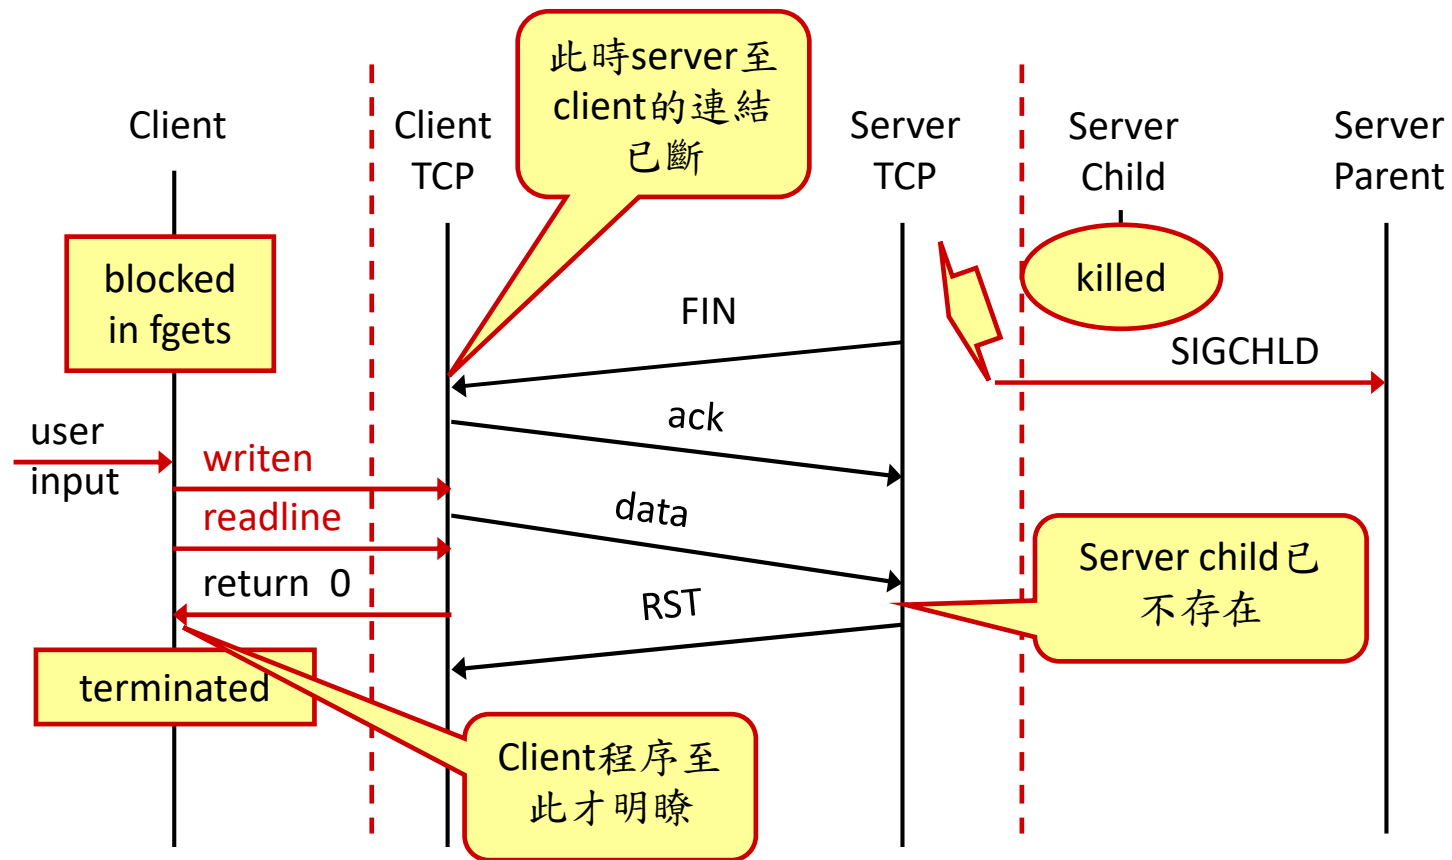 此時server至
client的連結
已斷
Client
Client
TCP
Server
TCP
Server
Child
Server
Parent
blocked
in fgets
killed
FIN
SIGCHLD
ack
user
input
writen
data
readline
Server child已
不存在
return 0
RST
terminated
Client程序至
此才明瞭